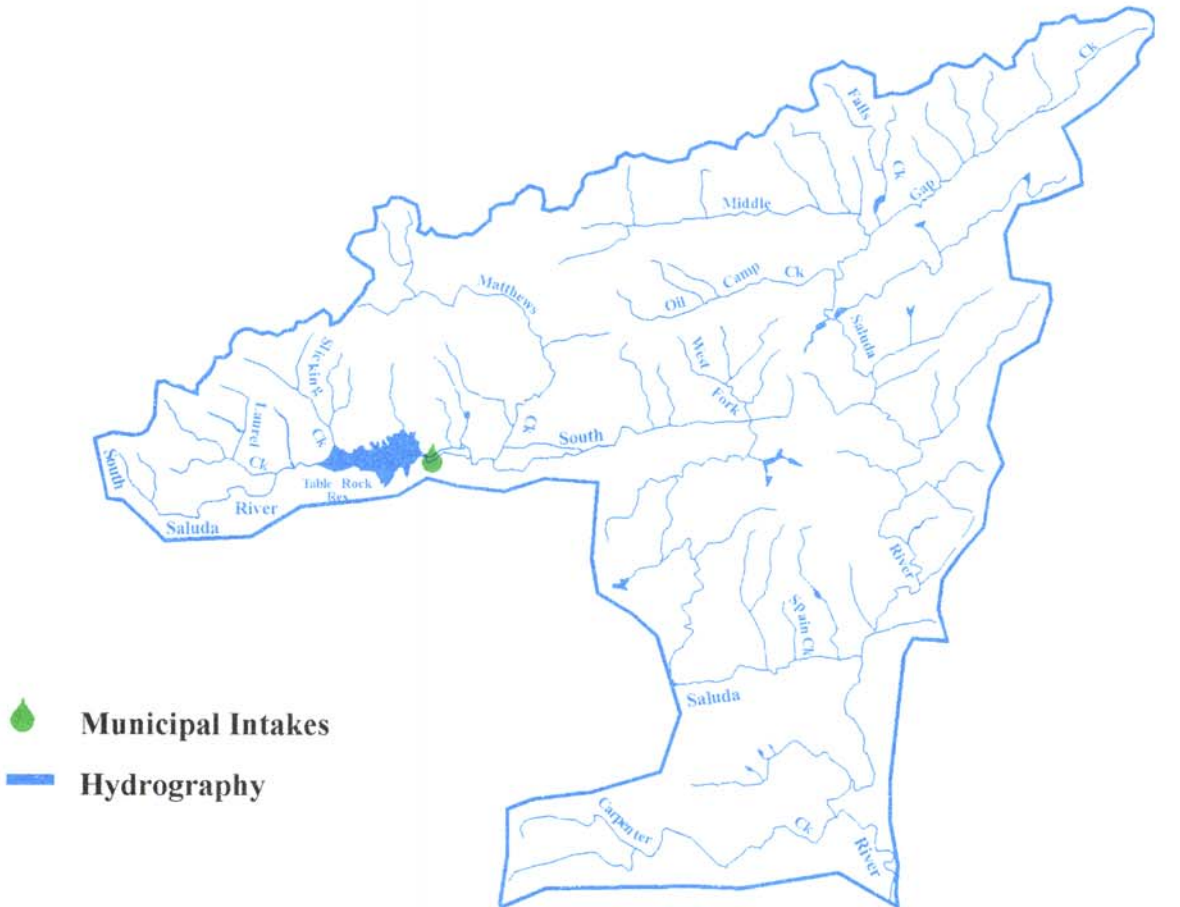 Ck
Falls
Ck
Gap
Middle
Matthews
Oil Camp Ck
Saluda
Slicking
Ck
West
Fork
Laurel
Ck
Ck
South
South
Table Rock
Res
Saluda River
River
Spain Ck
Saluda
Carpenter Ck
River
Municipal Intakes
Hydrography